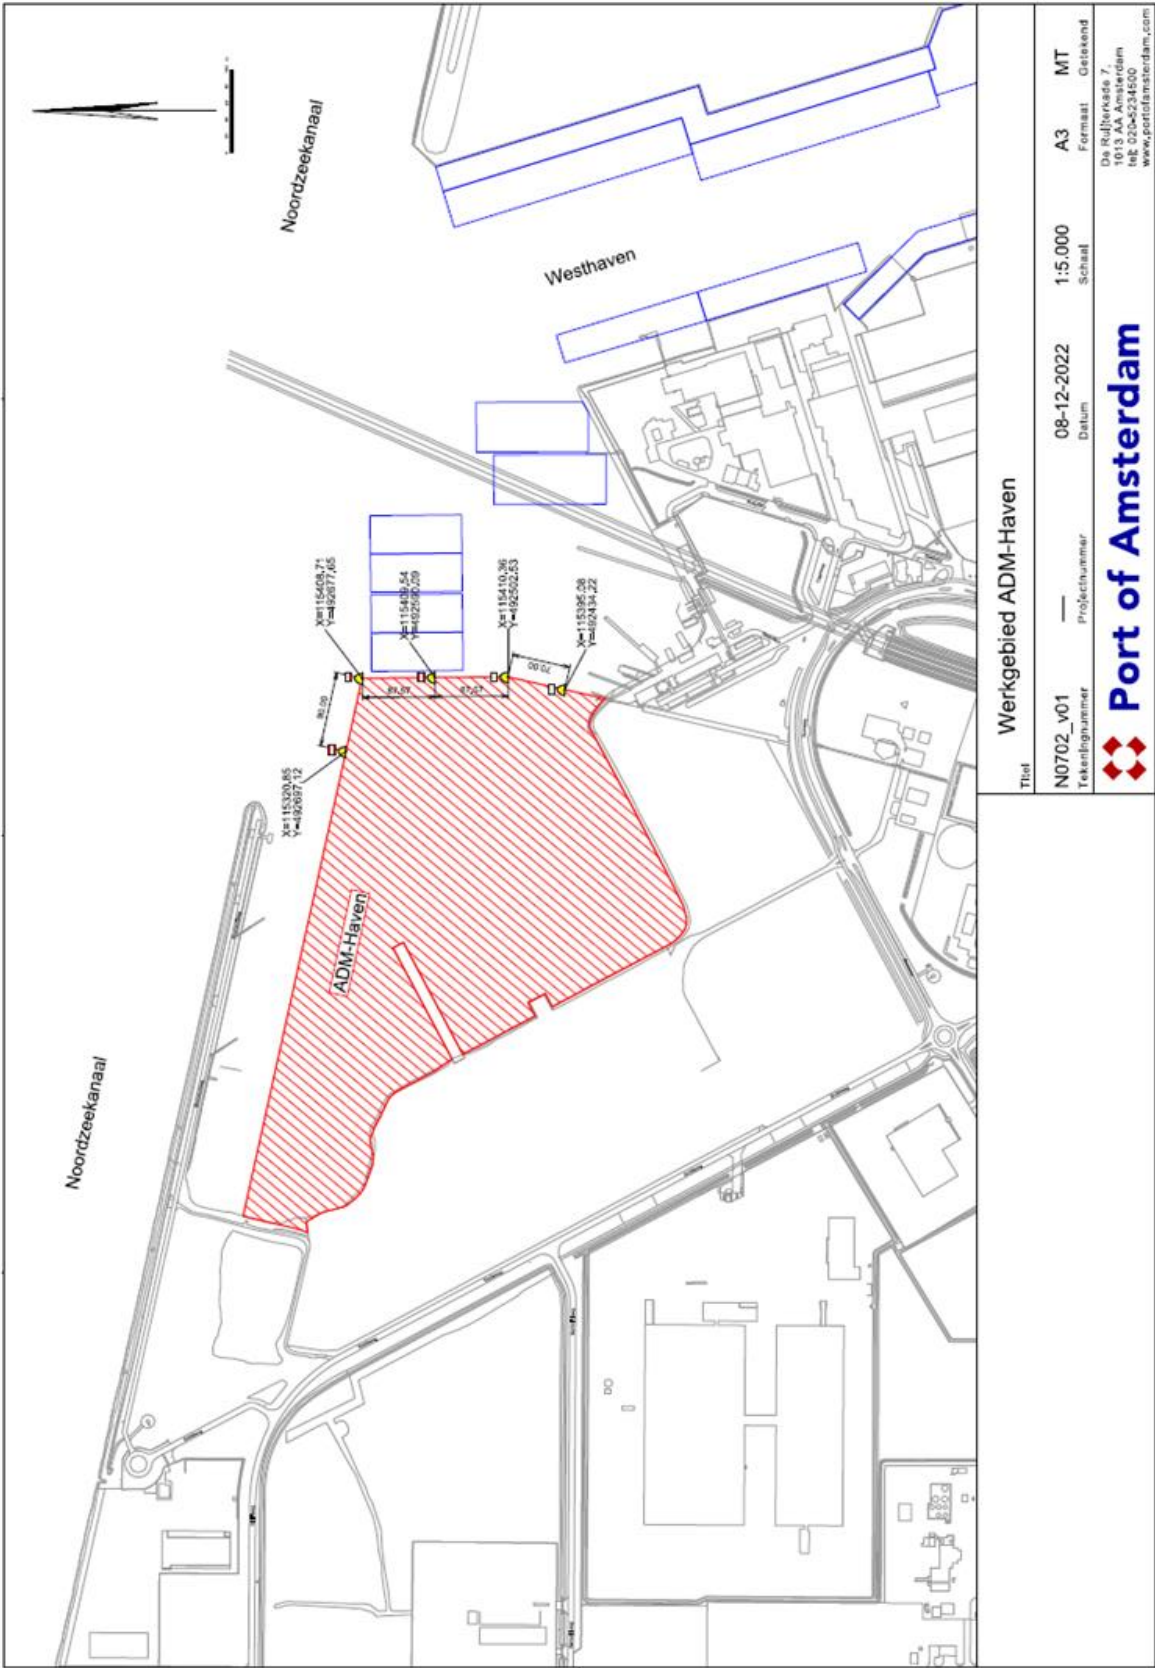 Noordzeekanaal
Noordzeekanaal
Westhaven
ADM-Haven
X=115320,85
Y=492697,12
90.00
X=115408,71
Y=492677,65
87,57
X=115409,54
Y=492590,09
87,57
X=115410,36
Y=492502,53
70.00
X=115395,08
Y=492434,22
Titel
Werkgebied ADM-Haven
N0702_v01
Tekeningnummer
Projectnummer
08-12-2022
Datum
1:5.000
Schaal
A3
Formaat
MT
Getekend
Port of Amsterdam
De Ruijterkade 7,
1013 AA Amsterdam
tel: 020-5234500
www.portofamsterdam.com